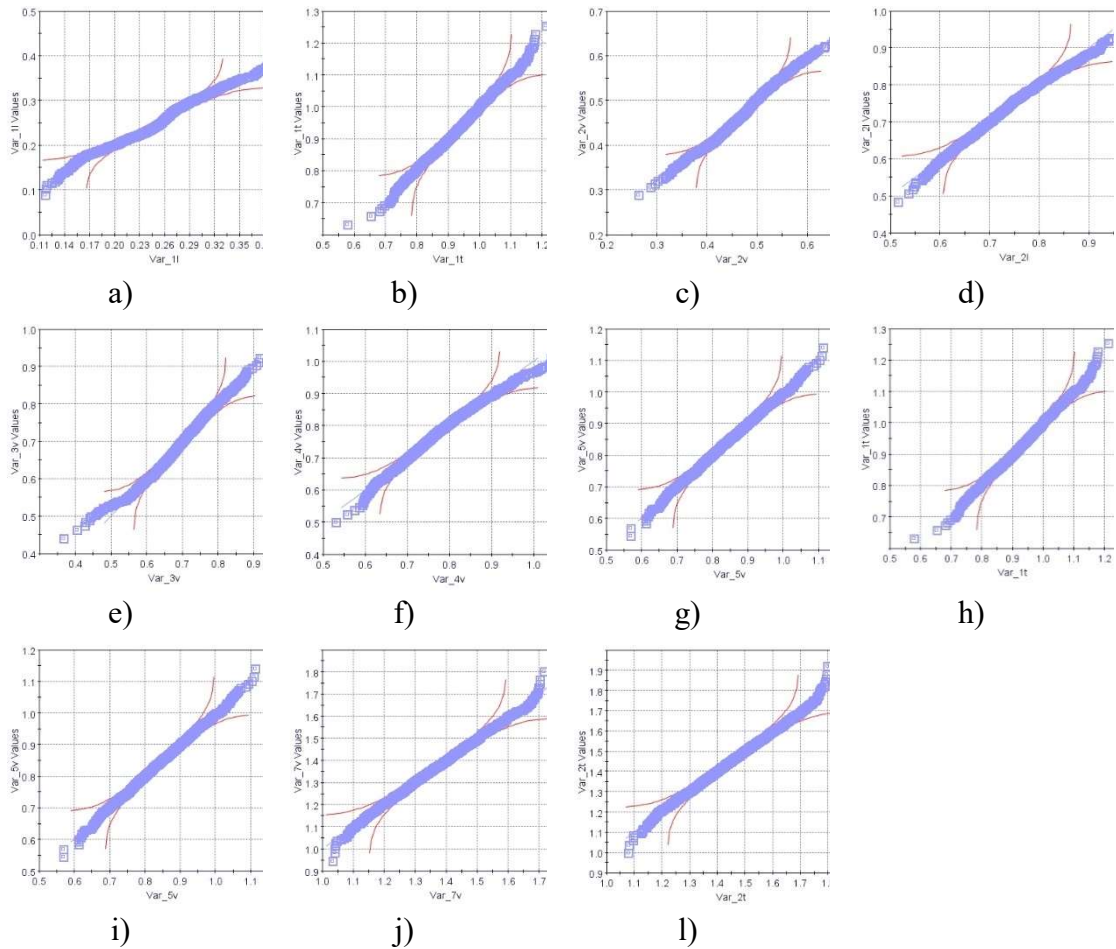 Var_1l Values
0.5
0.4
0.3
0.2
0.1
0.0
0.11 0.14 0.17 0.20 0.23 0.26 0.29 0.32 0.35
Var_1l
a)
Var_1t Values
1.3
1.2
1.1
1.0
0.9
0.8
0.7
0.5 0.6 0.7 0.8 0.9 1.0 1.1 1.2
Var_1t
b)
Var_2v Values
0.7
0.6
0.5
0.4
0.3
0.2
0.2 0.3 0.4 0.5 0.6
Var_2v
c)
Var_2l Values
1.0
0.9
0.8
0.7
0.6
0.5
0.4
0.5 0.6 0.7 0.8 0.9
Var_2l
d)
Var_3v Values
1.0
0.9
0.8
0.7
0.6
0.5
0.4
0.4 0.5 0.6 0.7 0.8 0.9
Var_3v
e)
Var_4v Values
1.1
1.0
0.9
0.8
0.7
0.6
0.5
0.4
0.5 0.6 0.7 0.8 0.9 1.0
Var_4v
f)
Var_5v Values
1.2
1.1
1.0
0.9
0.8
0.7
0.6
0.5
0.5 0.6 0.7 0.8 0.9 1.0 1.1
Var_5v
g)
Var_1t Values
1.3
1.2
1.1
1.0
0.9
0.8
0.7
0.5 0.6 0.7 0.8 0.9 1.0 1.1 1.2
Var_1t
h)
Var_5v Values
1.2
1.1
1.0
0.9
0.8
0.7
0.6
0.5
0.5 0.6 0.7 0.8 0.9 1.0 1.1
Var_5v
i)
Var_7v Values
1.8
1.7
1.6
1.5
1.4
1.3
1.2
1.1
1.0
0.9
1.0 1.1 1.2 1.3 1.4 1.5 1.6 1.7
Var_7v
j)
Var_2t Values
1.9
1.8
1.7
1.6
1.5
1.4
1.3
1.2
1.1
1.0
0.9
1.0 1.1 1.2 1.3 1.4 1.5 1.6 1.7
Var_2t
l)